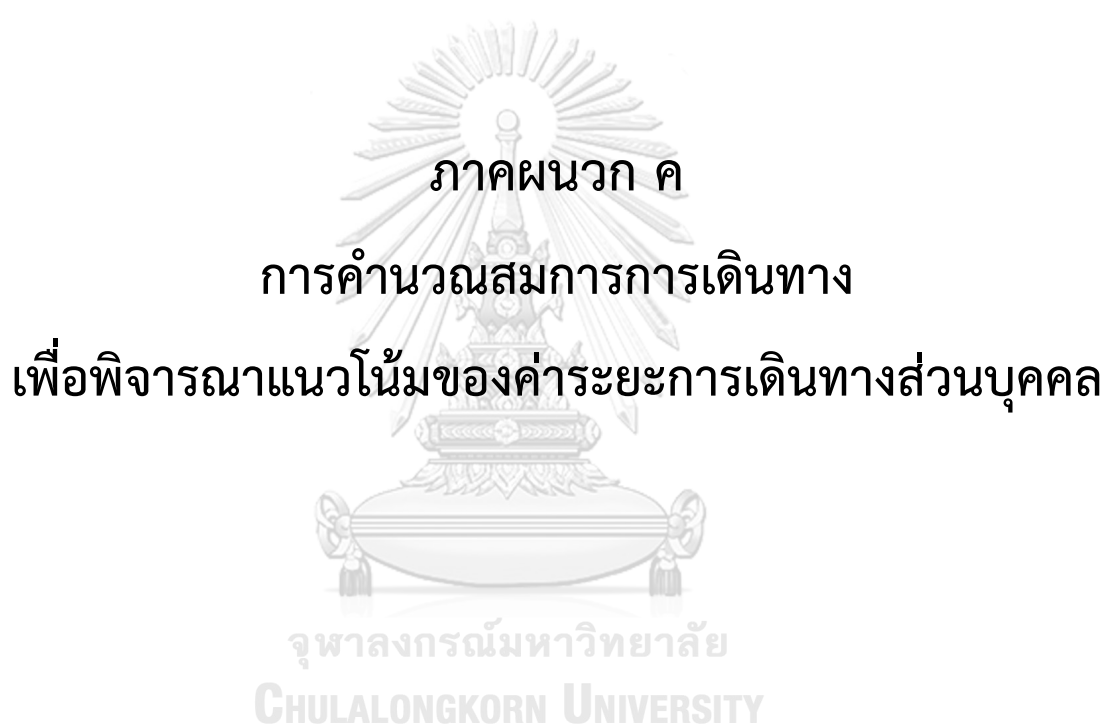 ภาคผนวก ค
การคำนวณสมการการเดินทาง
เพื่อพิจารณาแนวโน้มของค่าระยะการเดินทางส่วนบุคคล
จุฬาลงกรณ์มหาวิทยาลัย
CHULALONGKORN UNIVERSITY